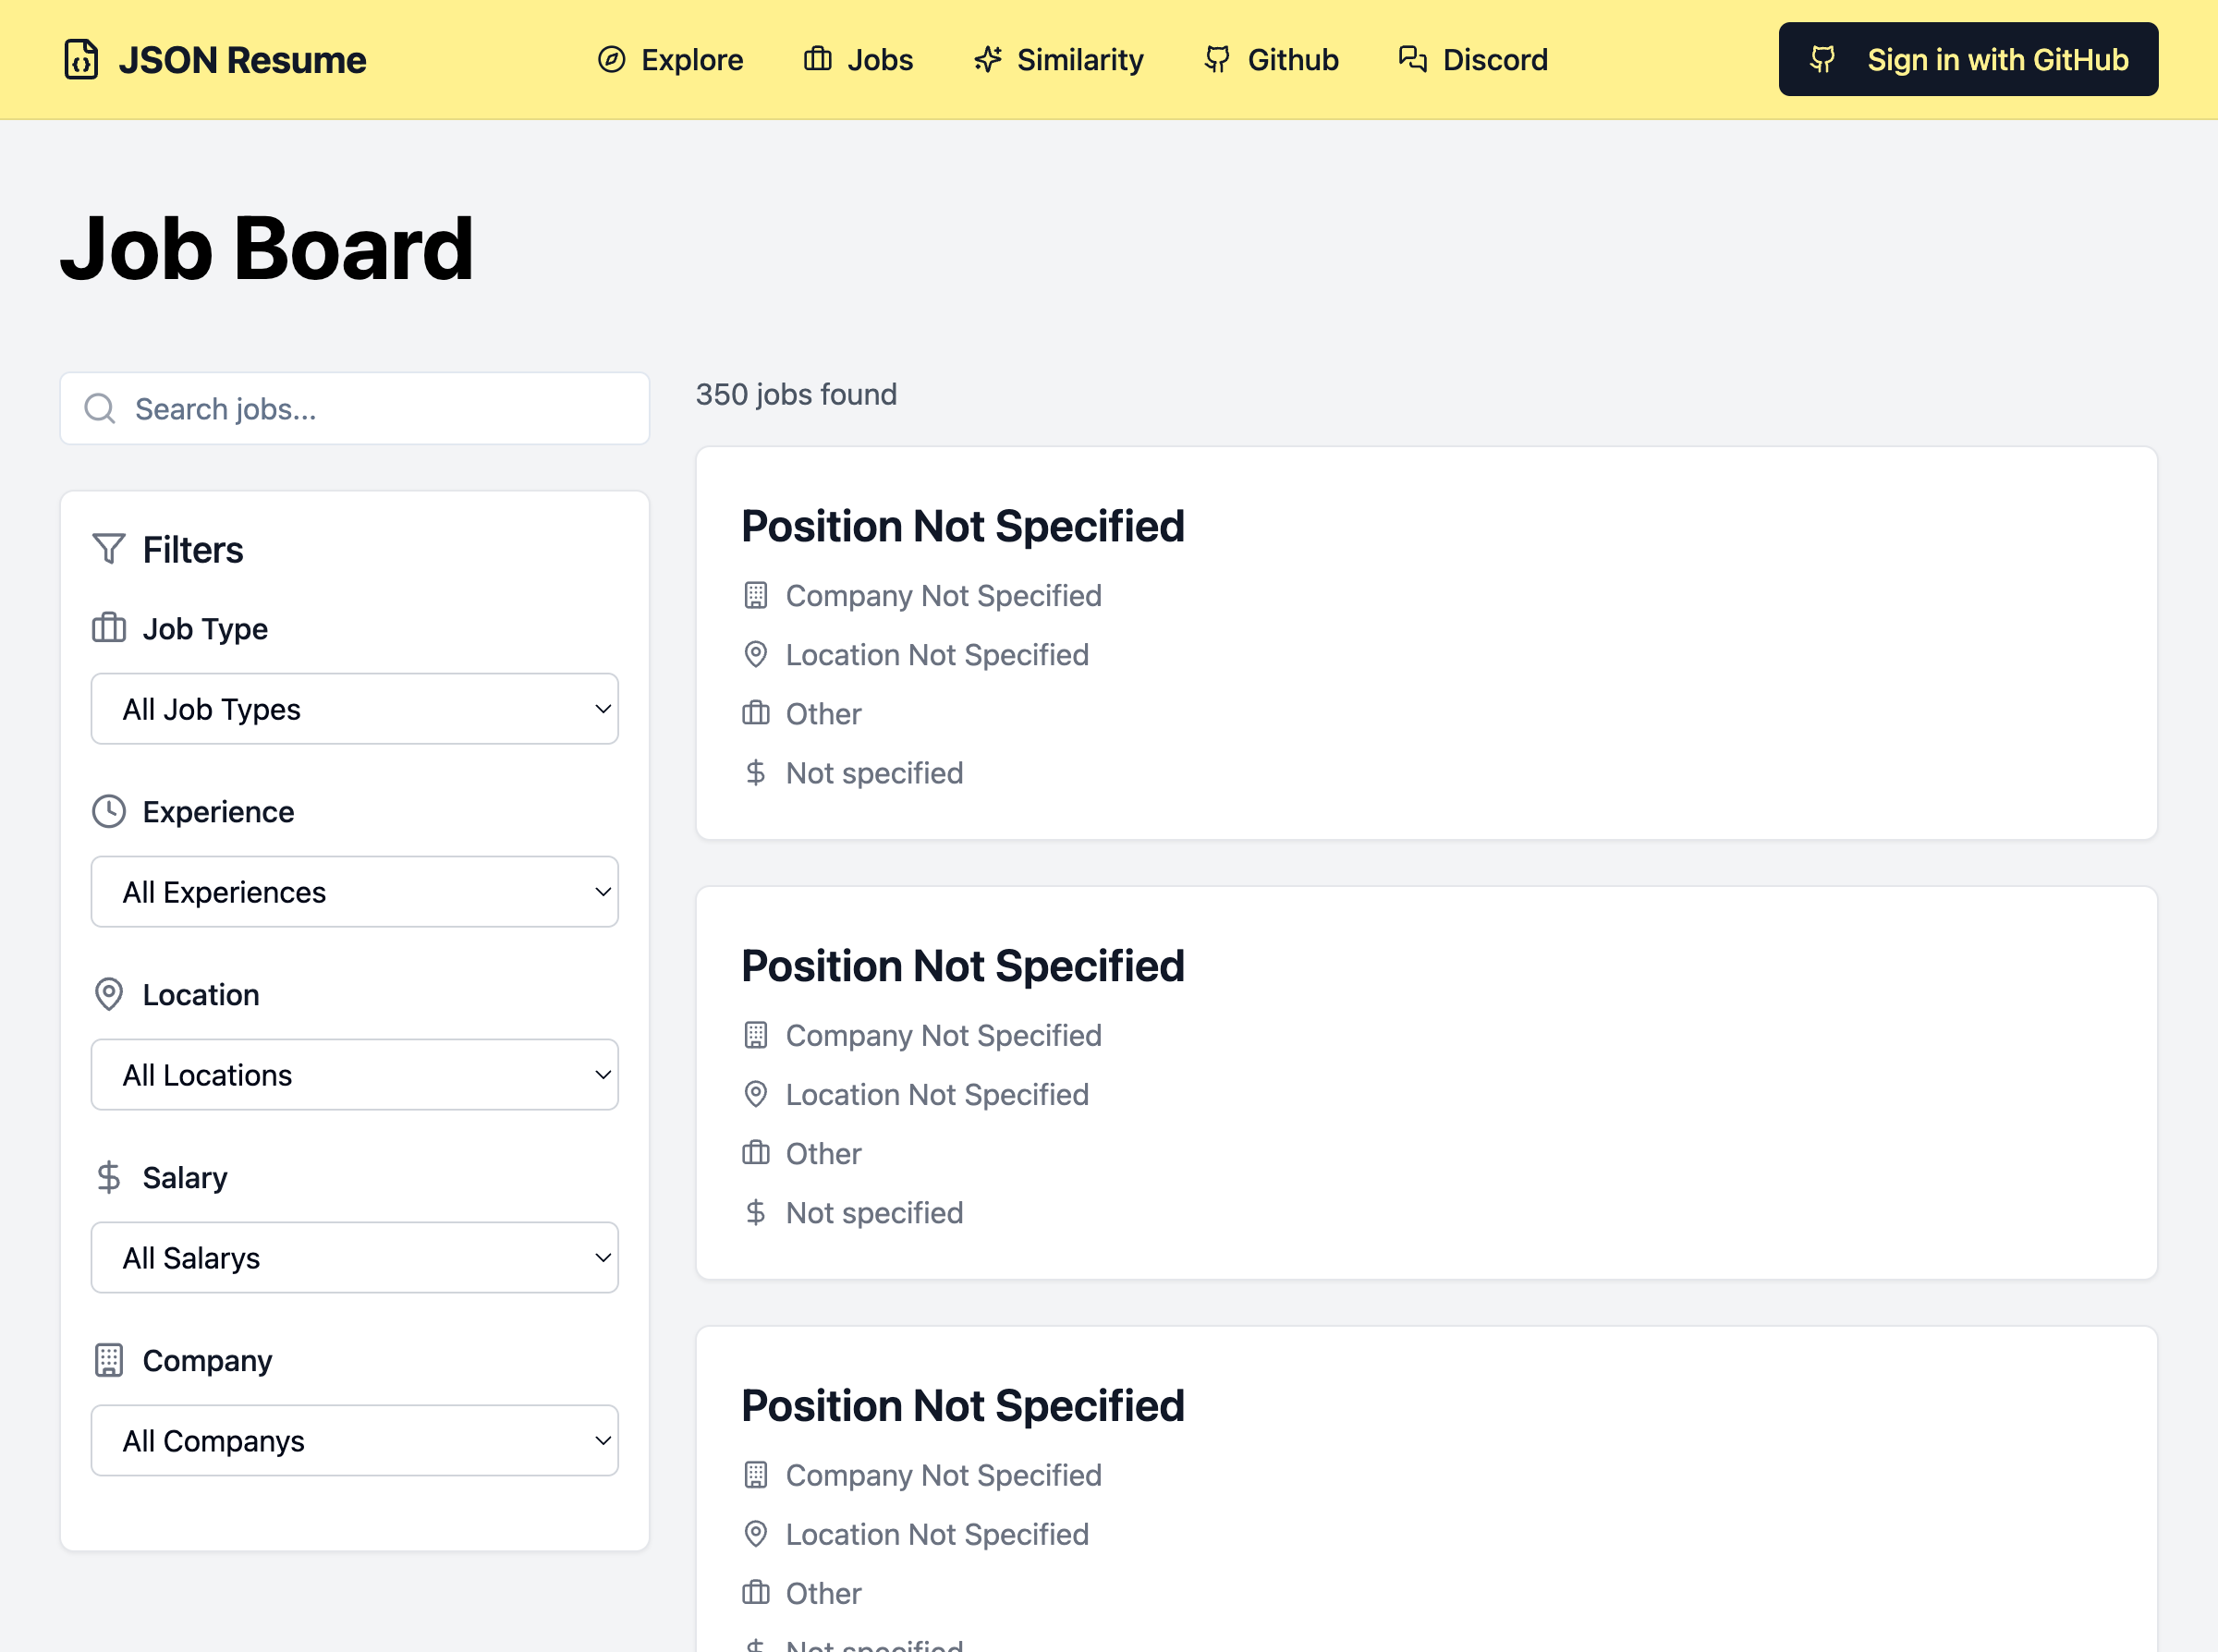 JSON Resume
Explore
Jobs
Similarity
Github
Discord
Sign in with GitHub
Job Board
Search jobs...
Filters
Job Type
All Job Types
Experience
All Experiences
Location
All Locations
Salary
All Salarys
Company
All Companys
350 jobs found
Position Not Specified
Company Not Specified
Location Not Specified
Other
Not specified
Position Not Specified
Company Not Specified
Location Not Specified
Other
Not specified
Position Not Specified
Company Not Specified
Location Not Specified
Other
Not specified